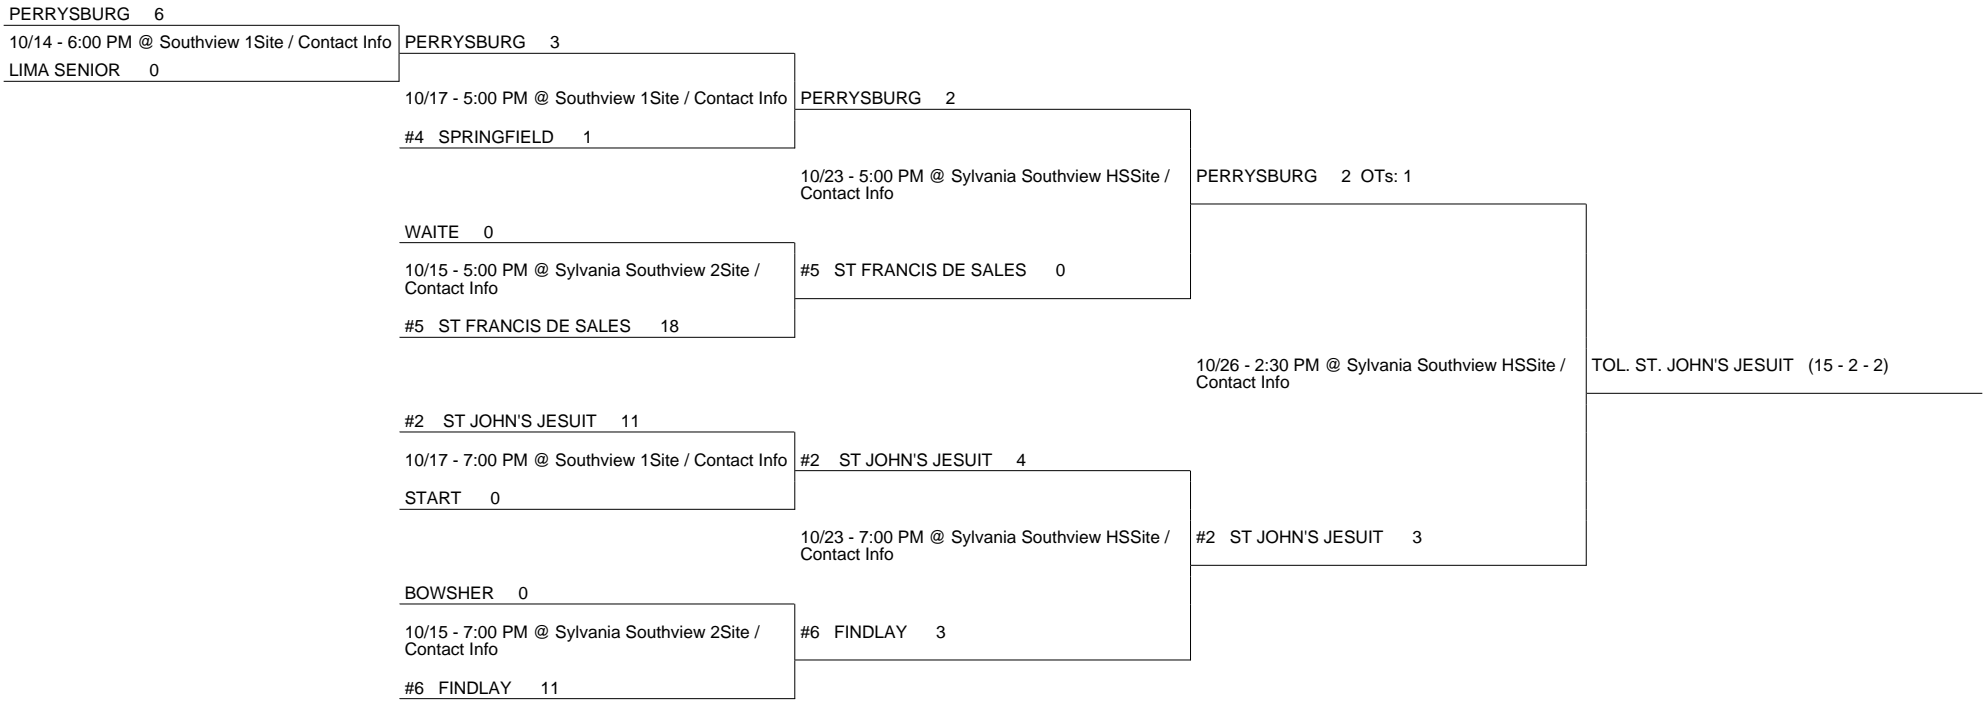 PERRYSBURG 6
10/14 - 6:00 PM @ Southview 1Site / Contact Info
LIMA SENIOR 0
PERRYSBURG 3
10/17 - 5:00 PM @ Southview 1Site / Contact Info
#4 SPRINGFIELD 1
PERRYSBURG 2
10/23 - 5:00 PM @ Sylvania Southview HSSite /
Contact Info
PERRYSBURG 2 OTs: 1
WAITE 0
10/15 - 5:00 PM @ Sylvania Southview 2Site /
Contact Info
#5 ST FRANCIS DE SALES 18
#5 ST FRANCIS DE SALES 0
10/26 - 2:30 PM @ Sylvania Southview HSSite /
Contact Info
TOL. ST. JOHN'S JESUIT (15 - 2 - 2)
#2 ST JOHN'S JESUIT 11
10/17 - 7:00 PM @ Southview 1Site / Contact Info
START 0
#2 ST JOHN'S JESUIT 4
10/23 - 7:00 PM @ Sylvania Southview HSSite /
Contact Info
#2 ST JOHN'S JESUIT 3
BOWSHER 0
10/15 - 7:00 PM @ Sylvania Southview 2Site /
Contact Info
#6 FINDLAY 11
#6 FINDLAY 3